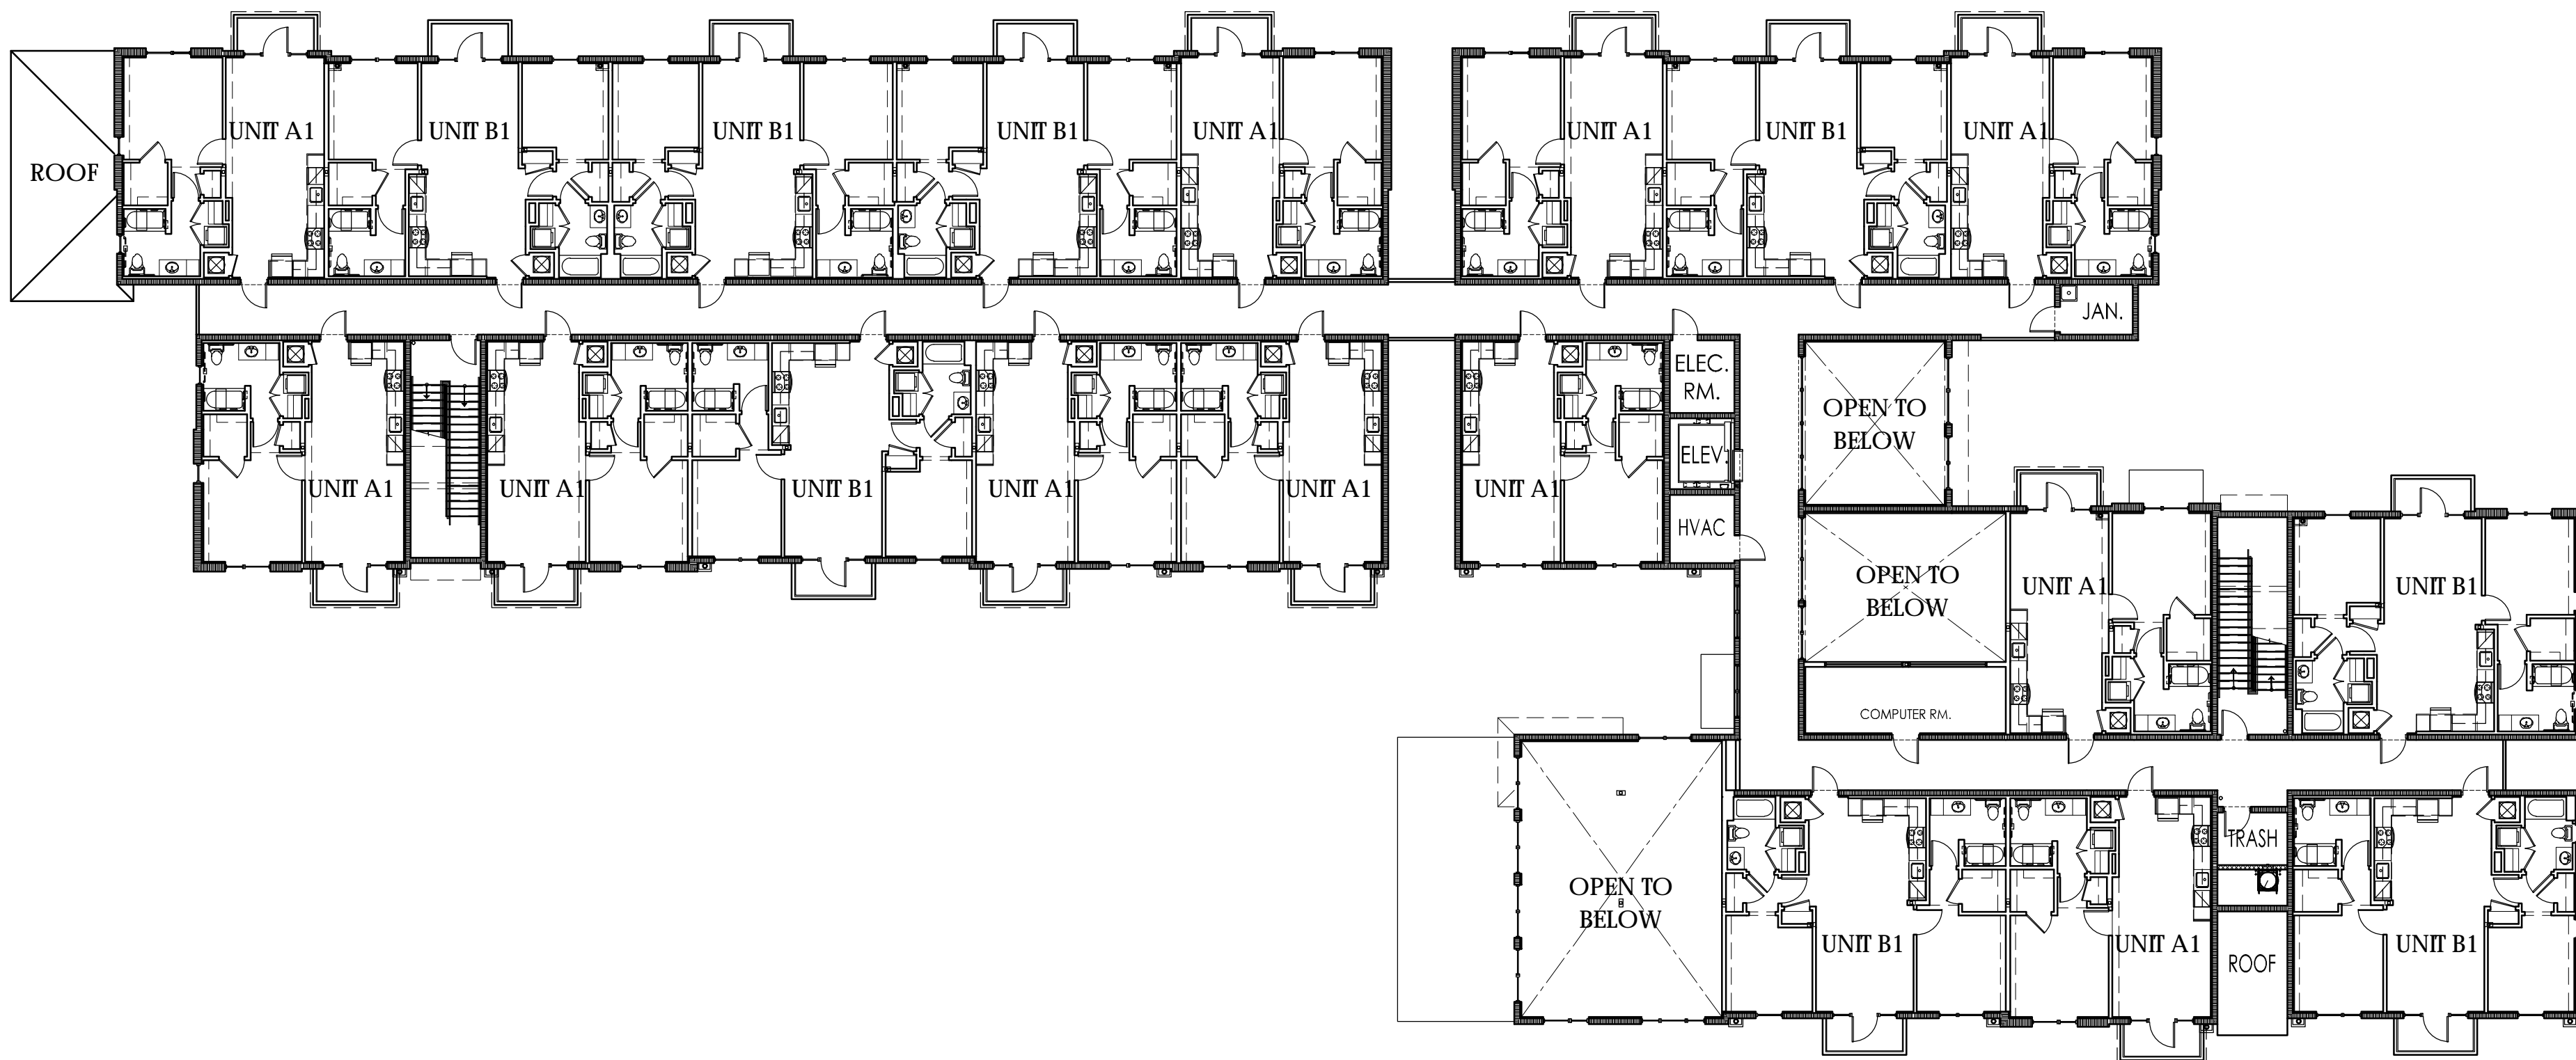 UNIT A1
UNIT B1
UNIT B1
UNIT B1
UNIT A1
UNIT A1
UNIT B1
UNIT A1
ROOF
JAN.
ELEC.
RM.
OPEN TO
BELOW
ELEV.
UNIT A1
UNIT A1
UNIT B1
UNIT A1
UNIT A1
UNIT A1
HVAC
OPEN TO
BELOW
UNIT A1
UNIT B1
COMPUTER RM.
TRASH
OPEN TO
BELOW
UNIT B1
UNIT A1
UNIT B1
ROOF